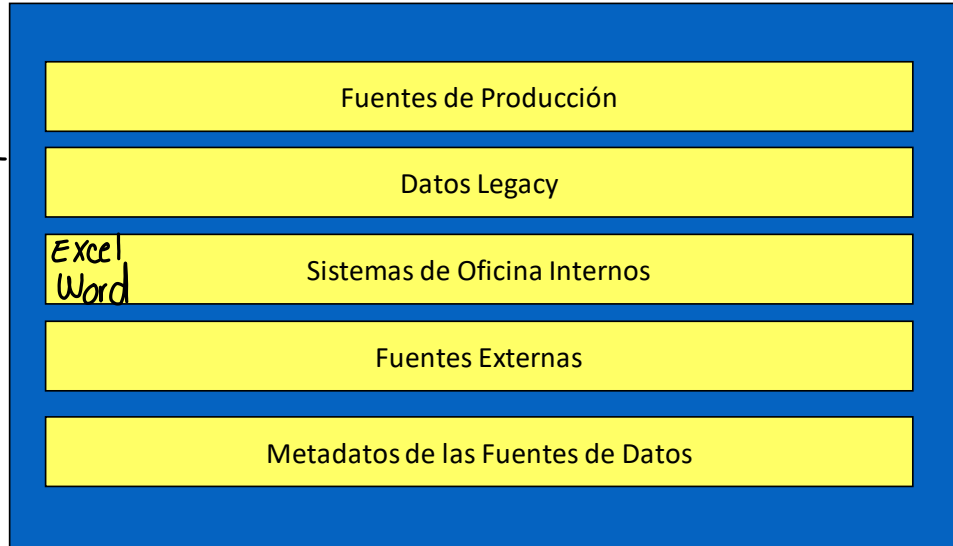 Fuentes de Producción
Datos Legacy
Excel
Word
Sistemas de Oficina Internos
Fuentes Externas
Metadatos de las Fuentes de Datos